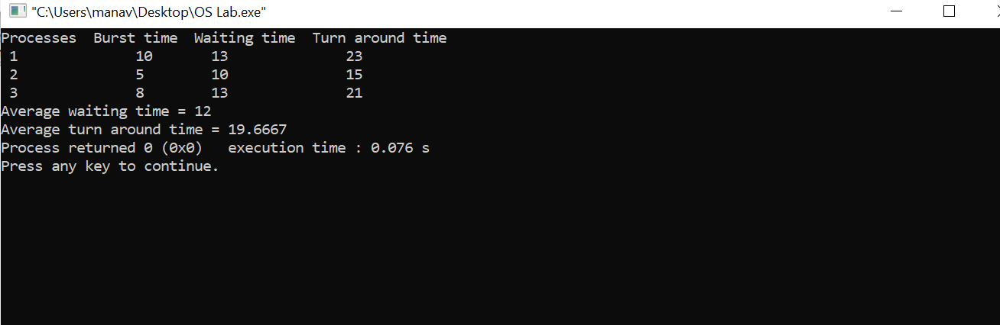 "C:\Users\manav\Desktop\OS Lab.exe"
Processes  Burst time  Waiting time  Turn around time
 1              10       13              23
 2              5        10              15
 3              8        13              21
Average waiting time = 12
Average turn around time = 19.6667
Process returned 0 (0x0)   execution time : 0.076 s
Press any key to continue.